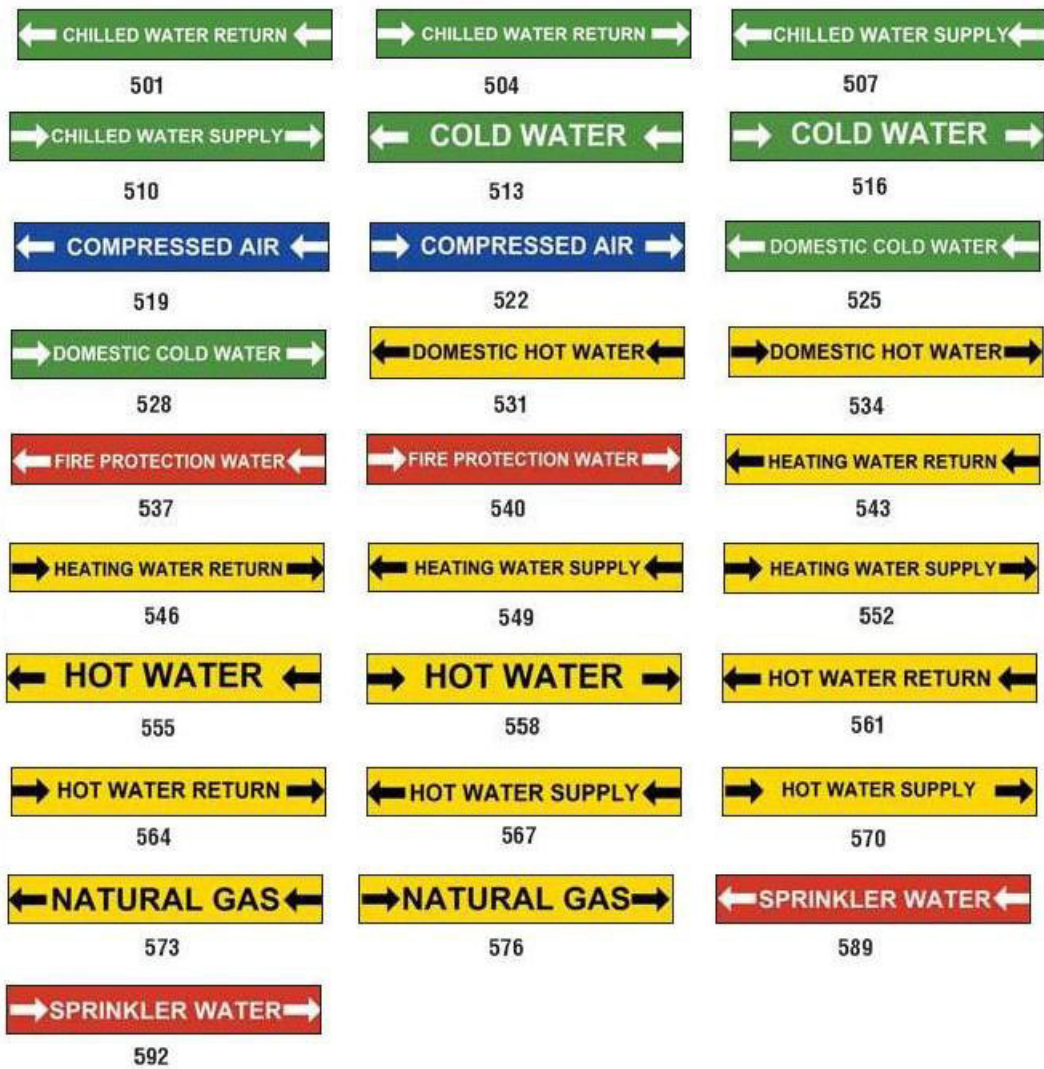 CHILLED WATER RETURN
CHILLED WATER RETURN
CHILLED WATER SUPPLY
501
504
507
CHILLED WATER SUPPLY
COLD WATER
COLD WATER
510
513
516
COMPRESSED AIR
COMPRESSED AIR
DOMESTIC COLD WATER
519
522
525
DOMESTIC COLD WATER
DOMESTIC HOT WATER
DOMESTIC HOT WATER
528
531
534
FIRE PROTECTION WATER
FIRE PROTECTION WATER
HEATING WATER RETURN
537
540
543
HEATING WATER RETURN
HEATING WATER SUPPLY
HEATING WATER SUPPLY
546
549
552
HOT WATER
HOT WATER
HOT WATER RETURN
555
558
561
HOT WATER RETURN
HOT WATER SUPPLY
HOT WATER SUPPLY
564
567
570
NATURAL GAS
NATURAL GAS
SPRINKLER WATER
573
576
589
SPRINKLER WATER
592